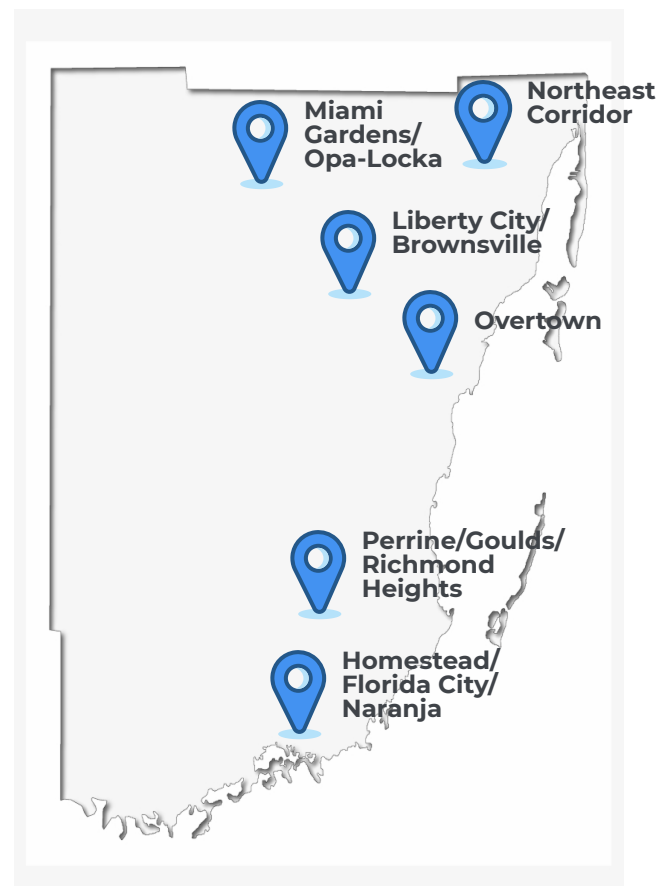 Northeast
Corridor
Miami
Gardens/
Opa-Locka
Liberty City/
Brownsville
Overtown
Perrine/Goulds/
Richmond
Heights
Homestead/
Florida City/
Naranja